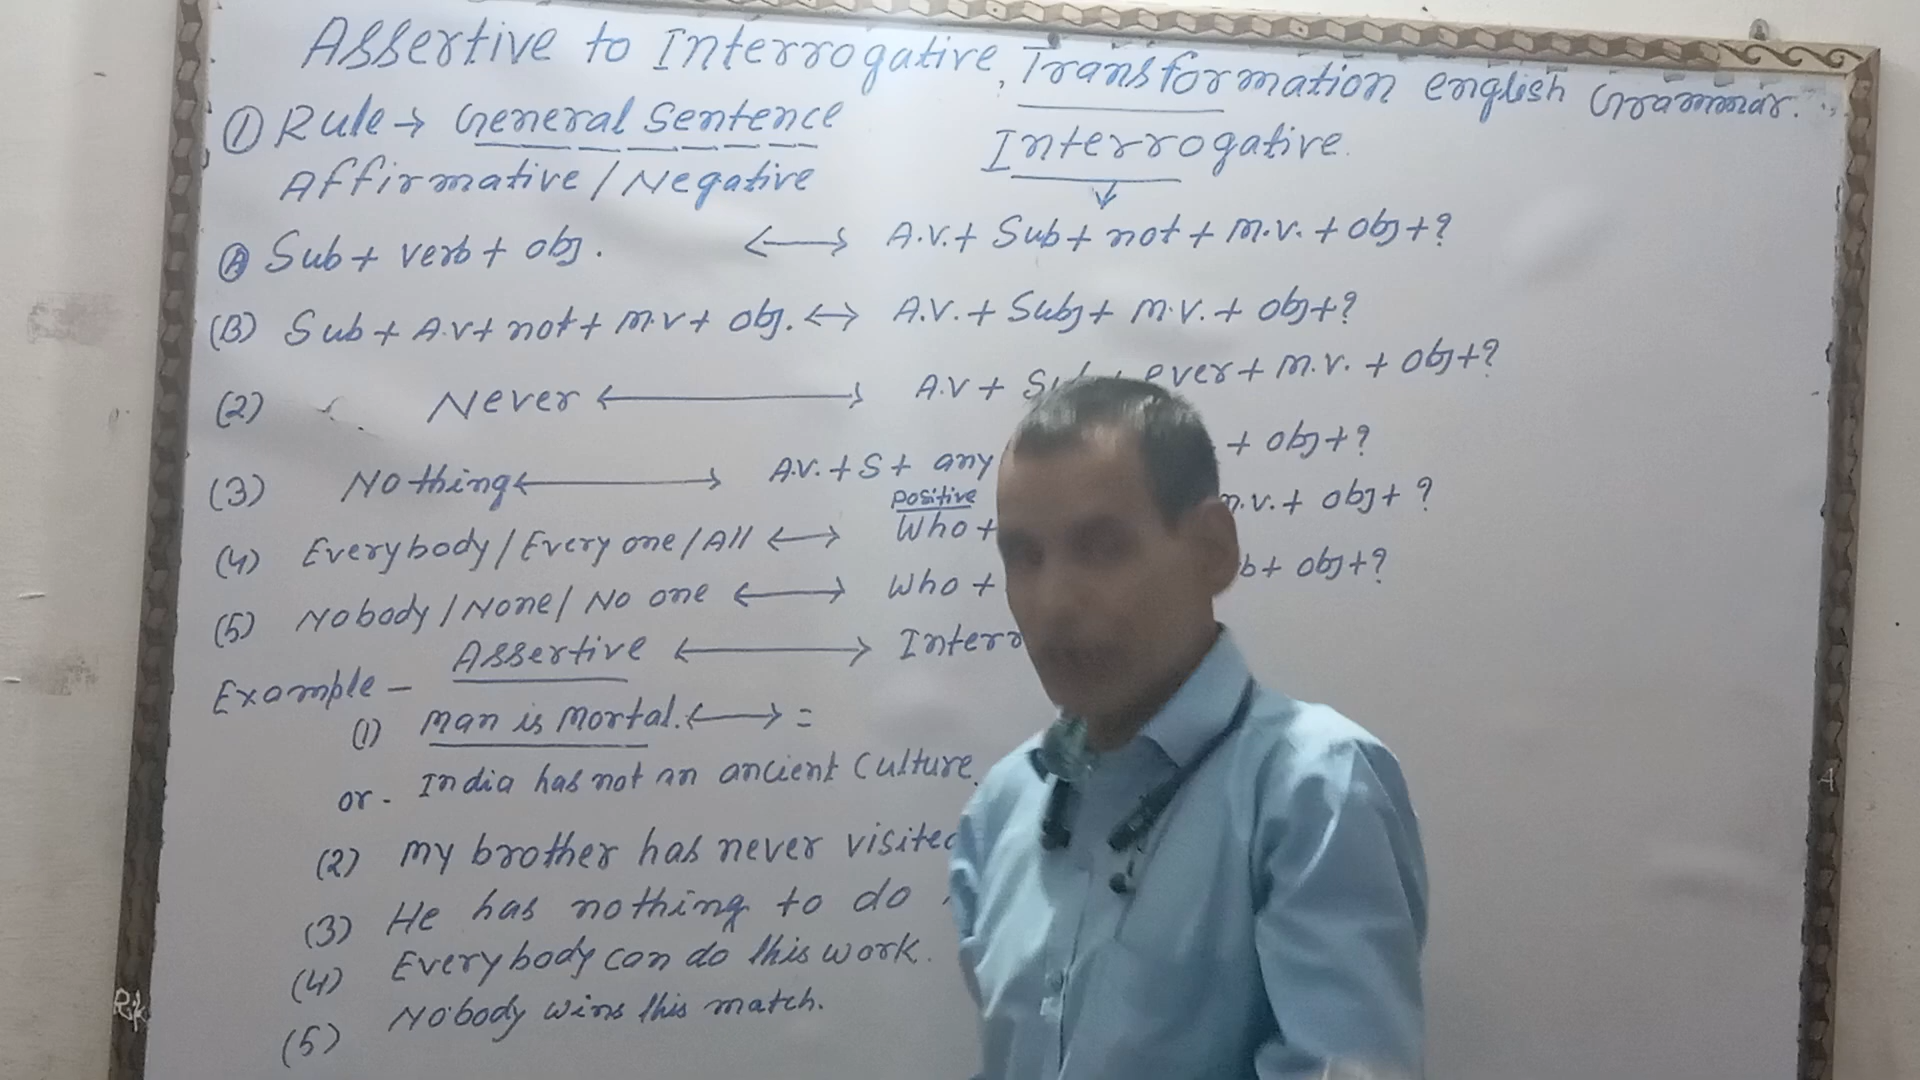 Assertive to Interrogative, Transformation english Grammar.
(1) Rule → General Sentence
Interrogative.
Affirmative / Negative
(A) Sub + verb + obj. ↔ A.V. + Sub + not + M.V. + obj + ?
(B) Sub + A.V + not + M.V + obj. ↔ A.V. + Subj + M.V. + obj + ?
(2) Never ↔ A.V + ever + M.V. + obj + ?
(3) Nothing ↔ A.V. + S + any + obj + ?
positive
(4) Everybody / Every one / All ↔ Who + M.V. + obj + ?
(5) Nobody / None / No one ↔ Who + + obj + ?
Assertive ↔
Example –
(1) Man is Mortal. ↔ =
or - India has not an ancient Culture.
(2) My brother has never visited
(3) He has nothing to do
(4) Everybody can do this work.
(5) Nobody wins this match.
Rik
A